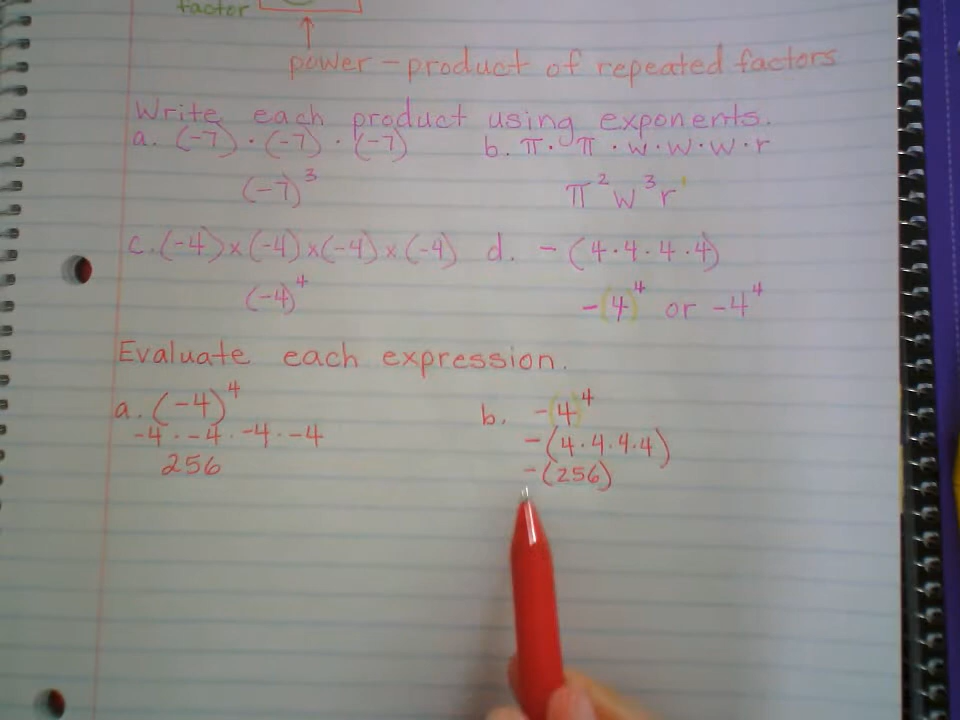 factor
power - product of repeated factors
Write each product using exponents.
a. (-7) · (-7) · (-7) b. π · π · w · w · w · r
(-7)³ π²w³r¹
c. (-4) × (-4) × (-4) × (-4) d. - (4 · 4 · 4 · 4)
(-4)⁴ -(4)⁴ or -4⁴
Evaluate each expression.
a. (-4)⁴ b. -(4)⁴
-4 · -4 · -4 · -4 -(4 · 4 · 4 · 4)
256 -(256)